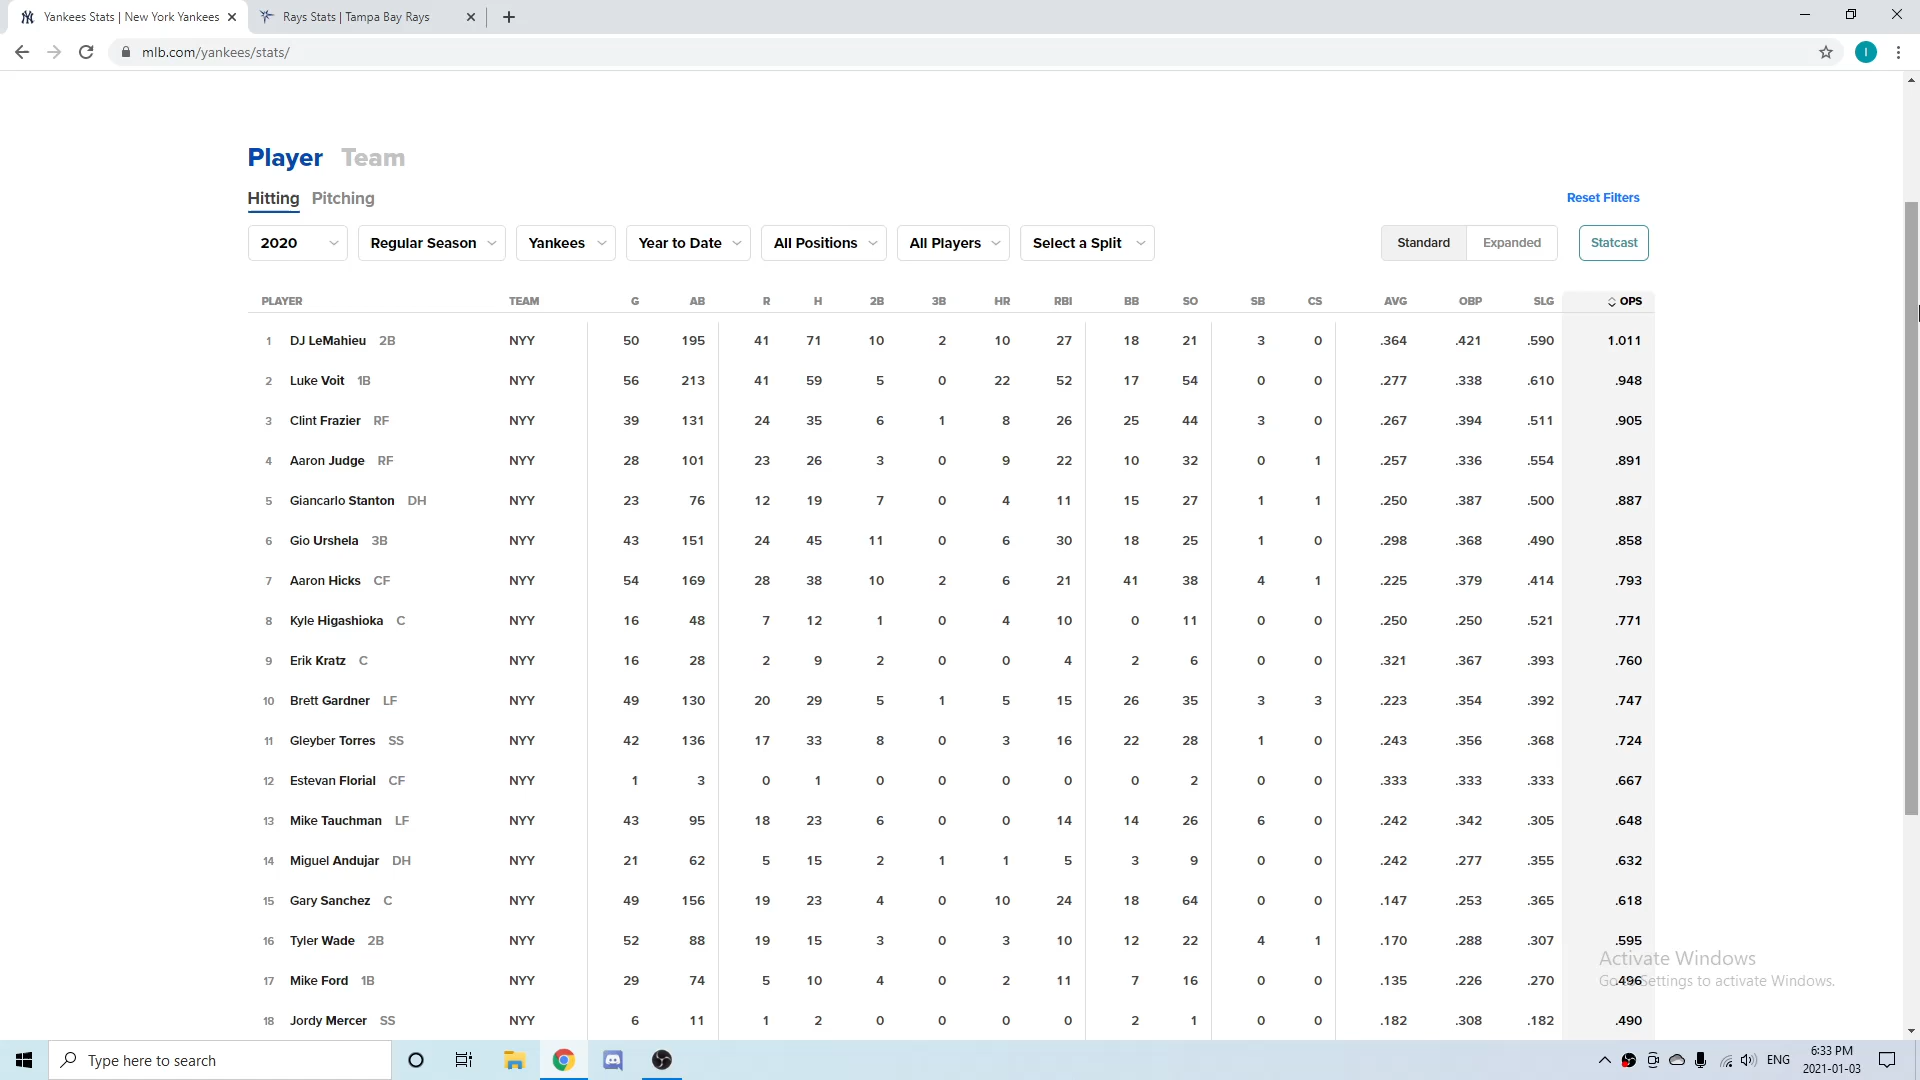 Yankees Stats | New York Yankees
Rays Stats | Tampa Bay Rays
mlb.com/yankees/stats/
I
Player Team
Hitting Pitching
Reset Filters
2020 Regular Season Yankees Year to Date All Positions All Players Select a Split Standard Expanded Statcast
PLAYER TEAM G AB R H 2B 3B HR RBI BB SO SB CS AVG OBP SLG OPS
1 DJ LeMahieu 2B NYY 50 195 41 71 10 2 10 27 18 21 3 0 .364 .421 .590 1.011
2 Luke Voit 1B NYY 56 213 41 59 5 0 22 52 17 54 0 0 .277 .338 .610 .948
3 Clint Frazier RF NYY 39 131 24 35 6 1 8 26 25 44 3 0 .267 .394 .511 .905
4 Aaron Judge RF NYY 28 101 23 26 3 0 9 22 10 32 0 1 .257 .336 .554 .891
5 Giancarlo Stanton DH NYY 23 76 12 19 7 0 4 11 15 27 1 1 .250 .387 .500 .887
6 Gio Urshela 3B NYY 43 151 24 45 11 0 6 30 18 25 1 0 .298 .368 .490 .858
7 Aaron Hicks CF NYY 54 169 28 38 10 2 6 21 41 38 4 1 .225 .379 .414 .793
8 Kyle Higashioka C NYY 16 48 7 12 1 0 4 10 0 11 0 0 .250 .250 .521 .771
9 Erik Kratz C NYY 16 28 2 9 2 0 0 4 2 6 0 0 .321 .367 .393 .760
10 Brett Gardner LF NYY 49 130 20 29 5 1 5 15 26 35 3 3 .223 .354 .392 .747
11 Gleyber Torres SS NYY 42 136 17 33 8 0 3 16 22 28 1 0 .243 .356 .368 .724
12 Estevan Florial CF NYY 1 3 0 1 0 0 0 0 0 2 0 0 .333 .333 .333 .667
13 Mike Tauchman LF NYY 43 95 18 23 6 0 0 14 14 26 6 0 .242 .342 .305 .648
14 Miguel Andujar DH NYY 21 62 5 15 2 1 1 5 3 9 0 0 .242 .277 .355 .632
15 Gary Sanchez C NYY 49 156 19 23 4 0 10 24 18 64 0 0 .147 .253 .365 .618
16 Tyler Wade 2B NYY 52 88 19 15 3 0 3 10 12 22 4 1 .170 .288 .307 .595
17 Mike Ford 1B NYY 29 74 5 10 4 0 2 11 7 16 0 0 .135 .226 .270 .496
18 Jordy Mercer SS NYY 6 11 1 2 0 0 0 0 2 1 0 0 .182 .308 .182 .490
Activate Windows
Go to Settings to activate Windows.
Type here to search
ENG
6:33 PM
2021-01-03